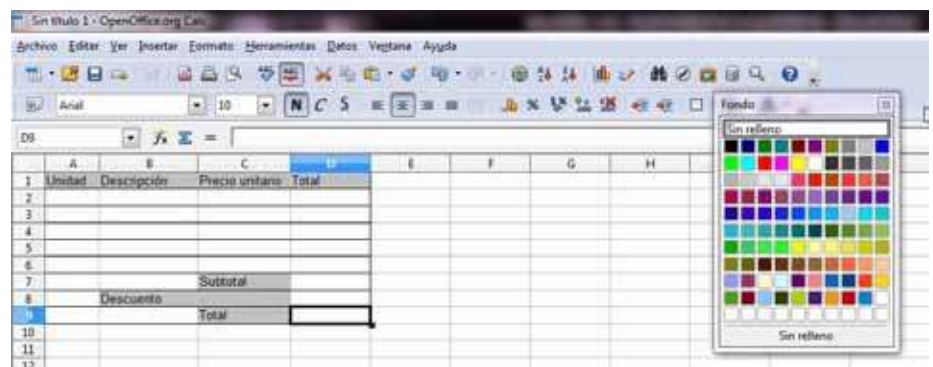 Sin título 1 - OpenOffice.org Calc
Archivo Editar Ver Insertar Formato Herramientas Datos Ventana Ayuda
Arial 10 N C S
Fondo
D9 =
Sin relleno
A B C D E F G H
1 Unidad Descripción Precio unitario Total
2
3
4
5
6
7 Subtotal
8 Descuento
9 Total
10
Sin relleno
11
12